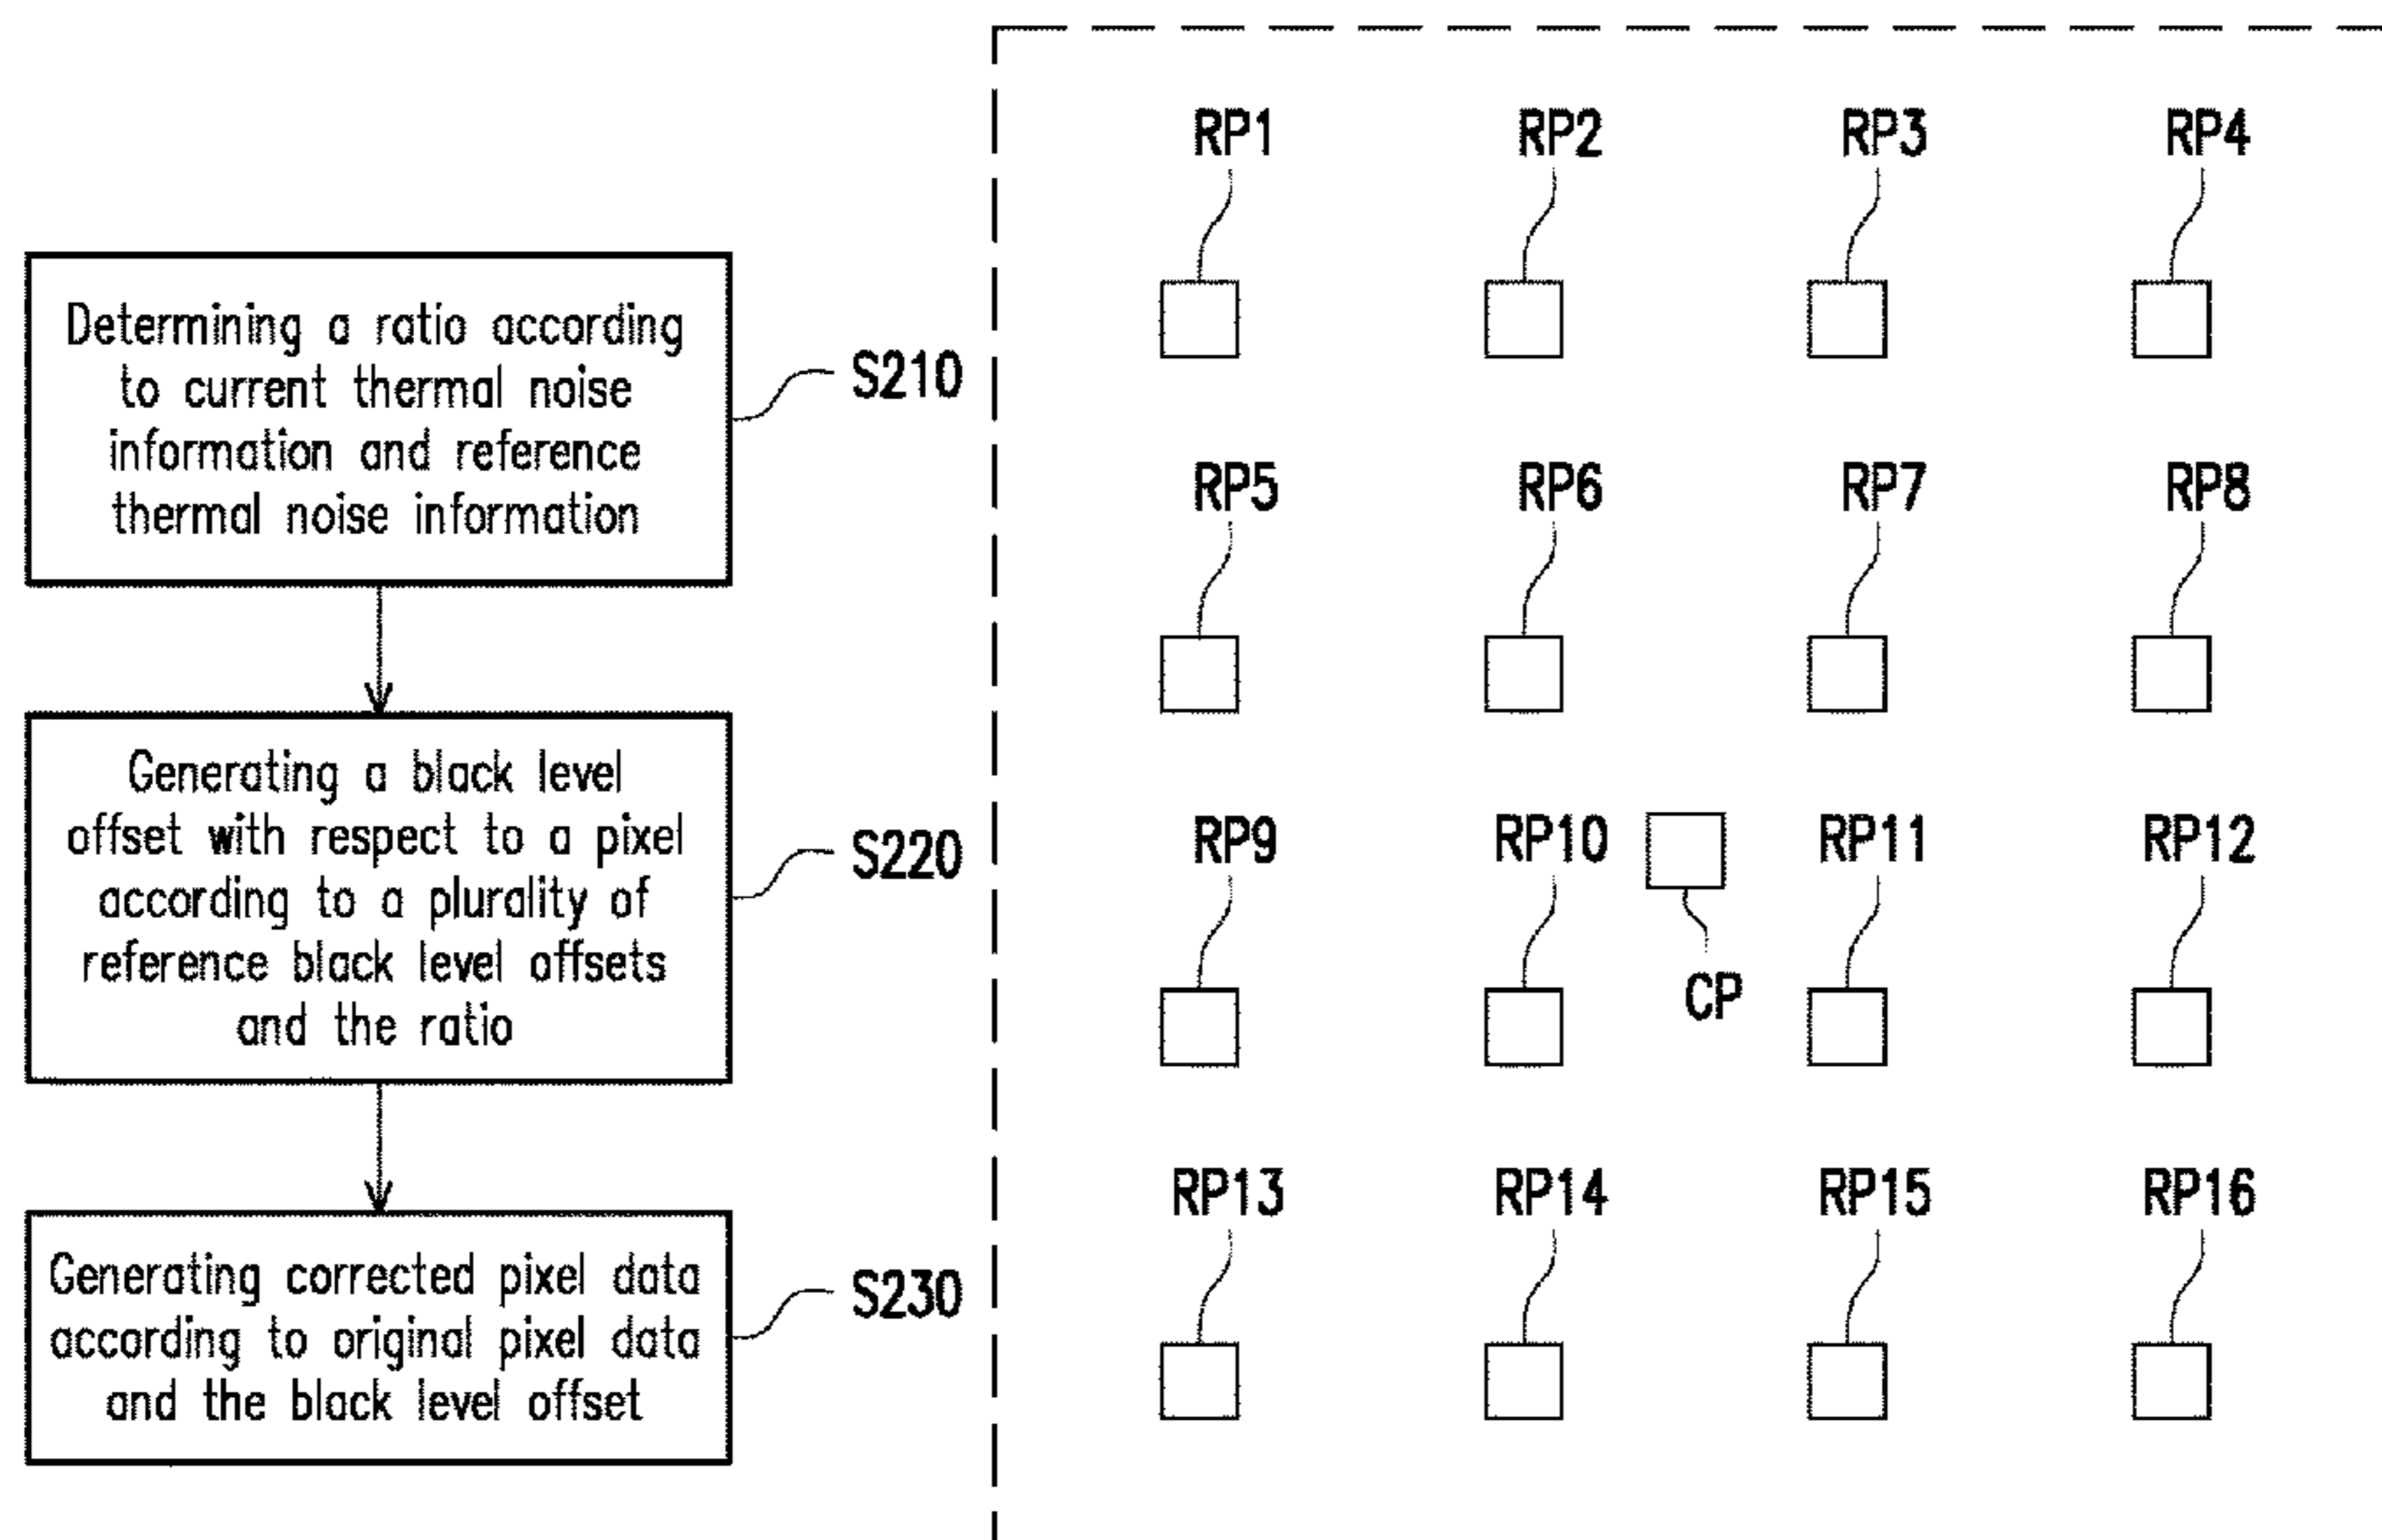 Determining a ratio according
to current thermal noise
information and reference
thermal noise information
S210
Generating a black level
offset with respect to a pixel
according to a plurality of
reference black level offsets
and the ratio
S220
Generating corrected pixel data
according to original pixel data
and the black level offset
S230
RP1 RP2 RP3 RP4
RP5 RP6 RP7 RP8
RP9 RP10 RP11 RP12
CP
RP13 RP14 RP15 RP16